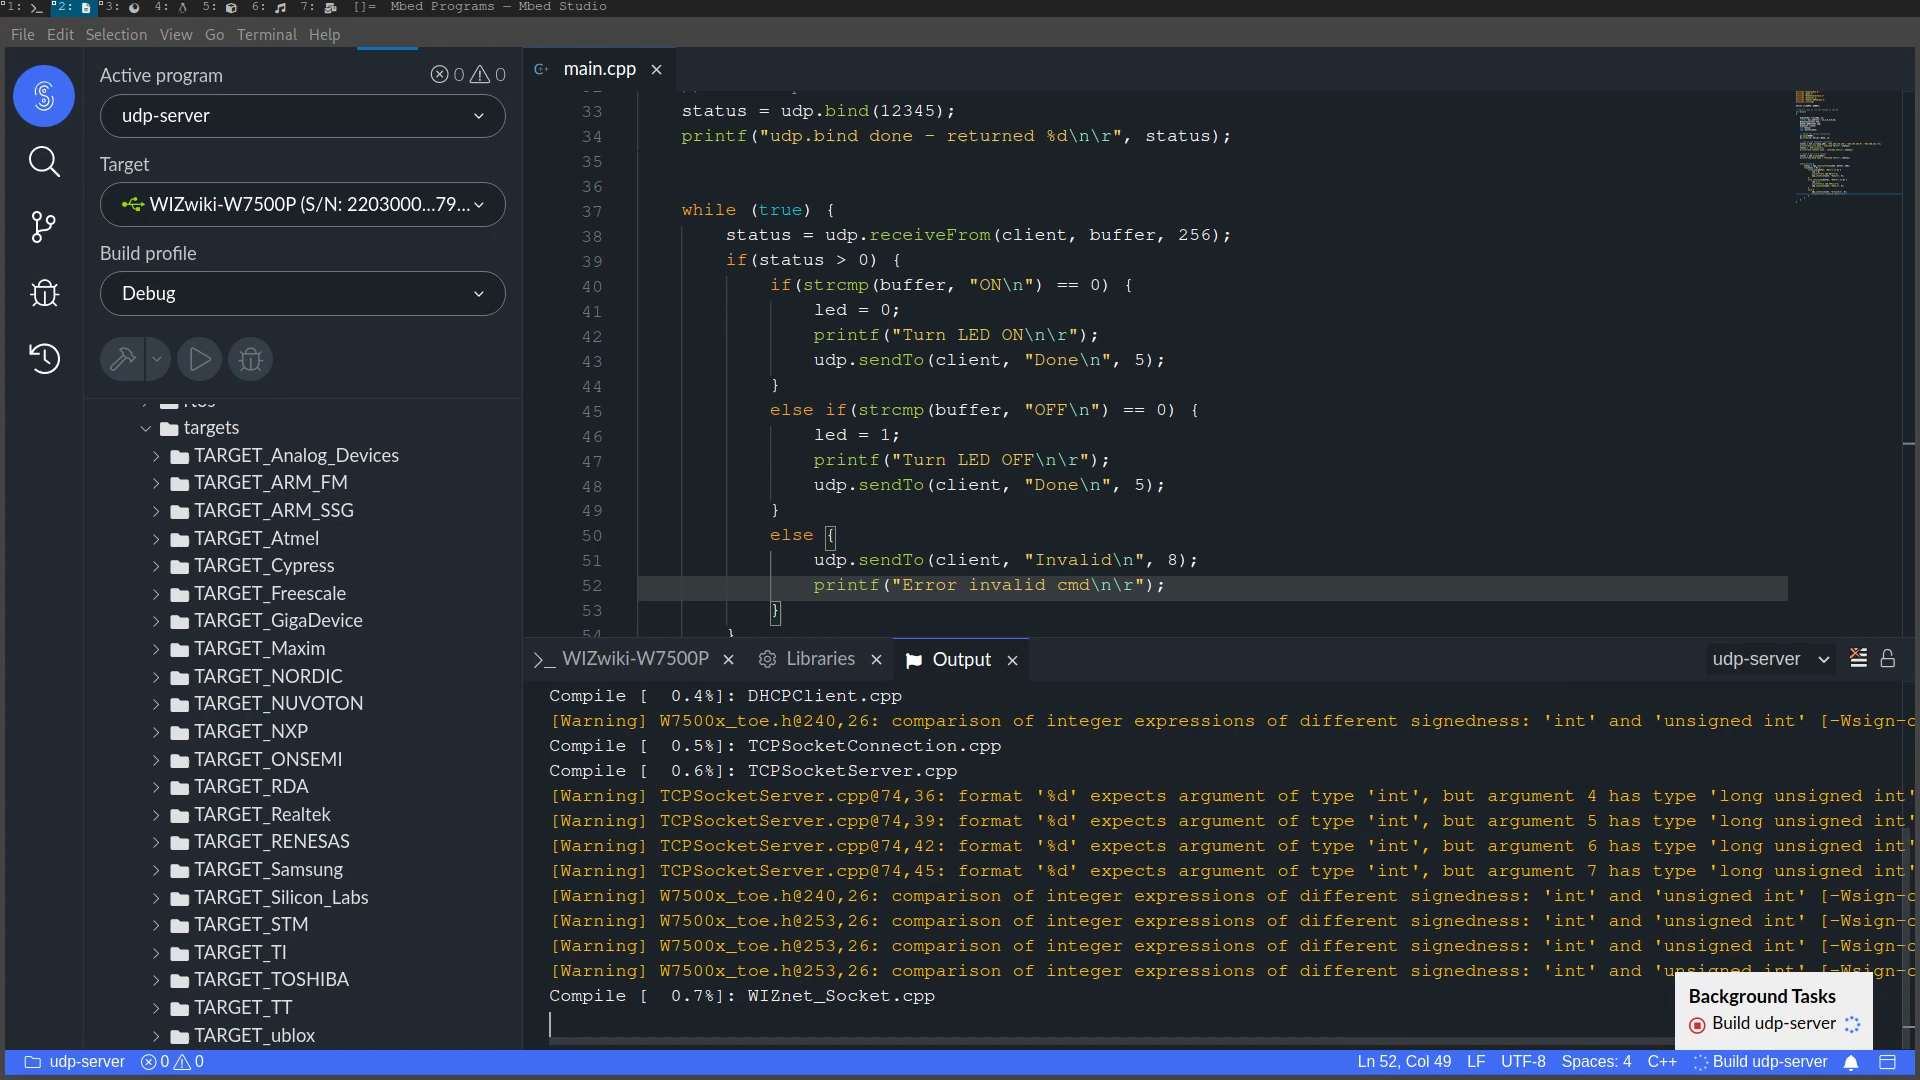 1: 2: 3: 4: 5: 6: 7: []= Mbed Programs — Mbed Studio
File Edit Selection View Go Terminal Help
Active program 0 0
udp-server
Target
WIZwiki-W7500P (S/N: 2203000...79...
Build profile
Debug
targets
TARGET_Analog_Devices
TARGET_ARM_FM
TARGET_ARM_SSG
TARGET_Atmel
TARGET_Cypress
TARGET_Freescale
TARGET_GigaDevice
TARGET_Maxim
TARGET_NORDIC
TARGET_NUVOTON
TARGET_NXP
TARGET_ONSEMI
TARGET_RDA
TARGET_Realtek
TARGET_RENESAS
TARGET_Samsung
TARGET_Silicon_Labs
TARGET_STM
TARGET_TI
TARGET_TOSHIBA
TARGET_TT
TARGET_ublox
main.cpp
33 status = udp.bind(12345);
34 printf("udp.bind done - returned %d\n\r", status);
35
36
37 while (true) {
38 status = udp.receiveFrom(client, buffer, 256);
39 if(status > 0) {
40 if(strcmp(buffer, "ON\n") == 0) {
41 led = 0;
42 printf("Turn LED ON\n\r");
43 udp.sendTo(client, "Done\n", 5);
44 }
45 else if(strcmp(buffer, "OFF\n") == 0) {
46 led = 1;
47 printf("Turn LED OFF\n\r");
48 udp.sendTo(client, "Done\n", 5);
49 }
50 else {
51 udp.sendTo(client, "Invalid\n", 8);
52 printf("Error invalid cmd\n\r");
53 }
54 }
>_ WIZwiki-W7500P Libraries Output udp-server
Compile [  0.4%]: DHCPClient.cpp
[Warning] W7500x_toe.h@240,26: comparison of integer expressions of different signedness: 'int' and 'unsigned int' [-Wsign-c
Compile [  0.5%]: TCPSocketConnection.cpp
Compile [  0.6%]: TCPSocketServer.cpp
[Warning] TCPSocketServer.cpp@74,36: format '%d' expects argument of type 'int', but argument 4 has type 'long unsigned int'
[Warning] TCPSocketServer.cpp@74,39: format '%d' expects argument of type 'int', but argument 5 has type 'long unsigned int'
[Warning] TCPSocketServer.cpp@74,42: format '%d' expects argument of type 'int', but argument 6 has type 'long unsigned int'
[Warning] TCPSocketServer.cpp@74,45: format '%d' expects argument of type 'int', but argument 7 has type 'long unsigned int'
[Warning] W7500x_toe.h@240,26: comparison of integer expressions of different signedness: 'int' and 'unsigned int' [-Wsign-c
[Warning] W7500x_toe.h@253,26: comparison of integer expressions of different signedness: 'int' and 'unsigned int' [-Wsign-c
[Warning] W7500x_toe.h@253,26: comparison of integer expressions of different signedness: 'int' and 'unsigned int' [-Wsign-c
[Warning] W7500x_toe.h@253,26: comparison of integer expressions of different signedness: 'int' and 'unsigned int' [-Wsign-c
Compile [  0.7%]: WIZnet_Socket.cpp
Background Tasks
Build udp-server
udp-server 0 0 Ln 52, Col 49 LF UTF-8 Spaces: 4 C++ Build udp-server